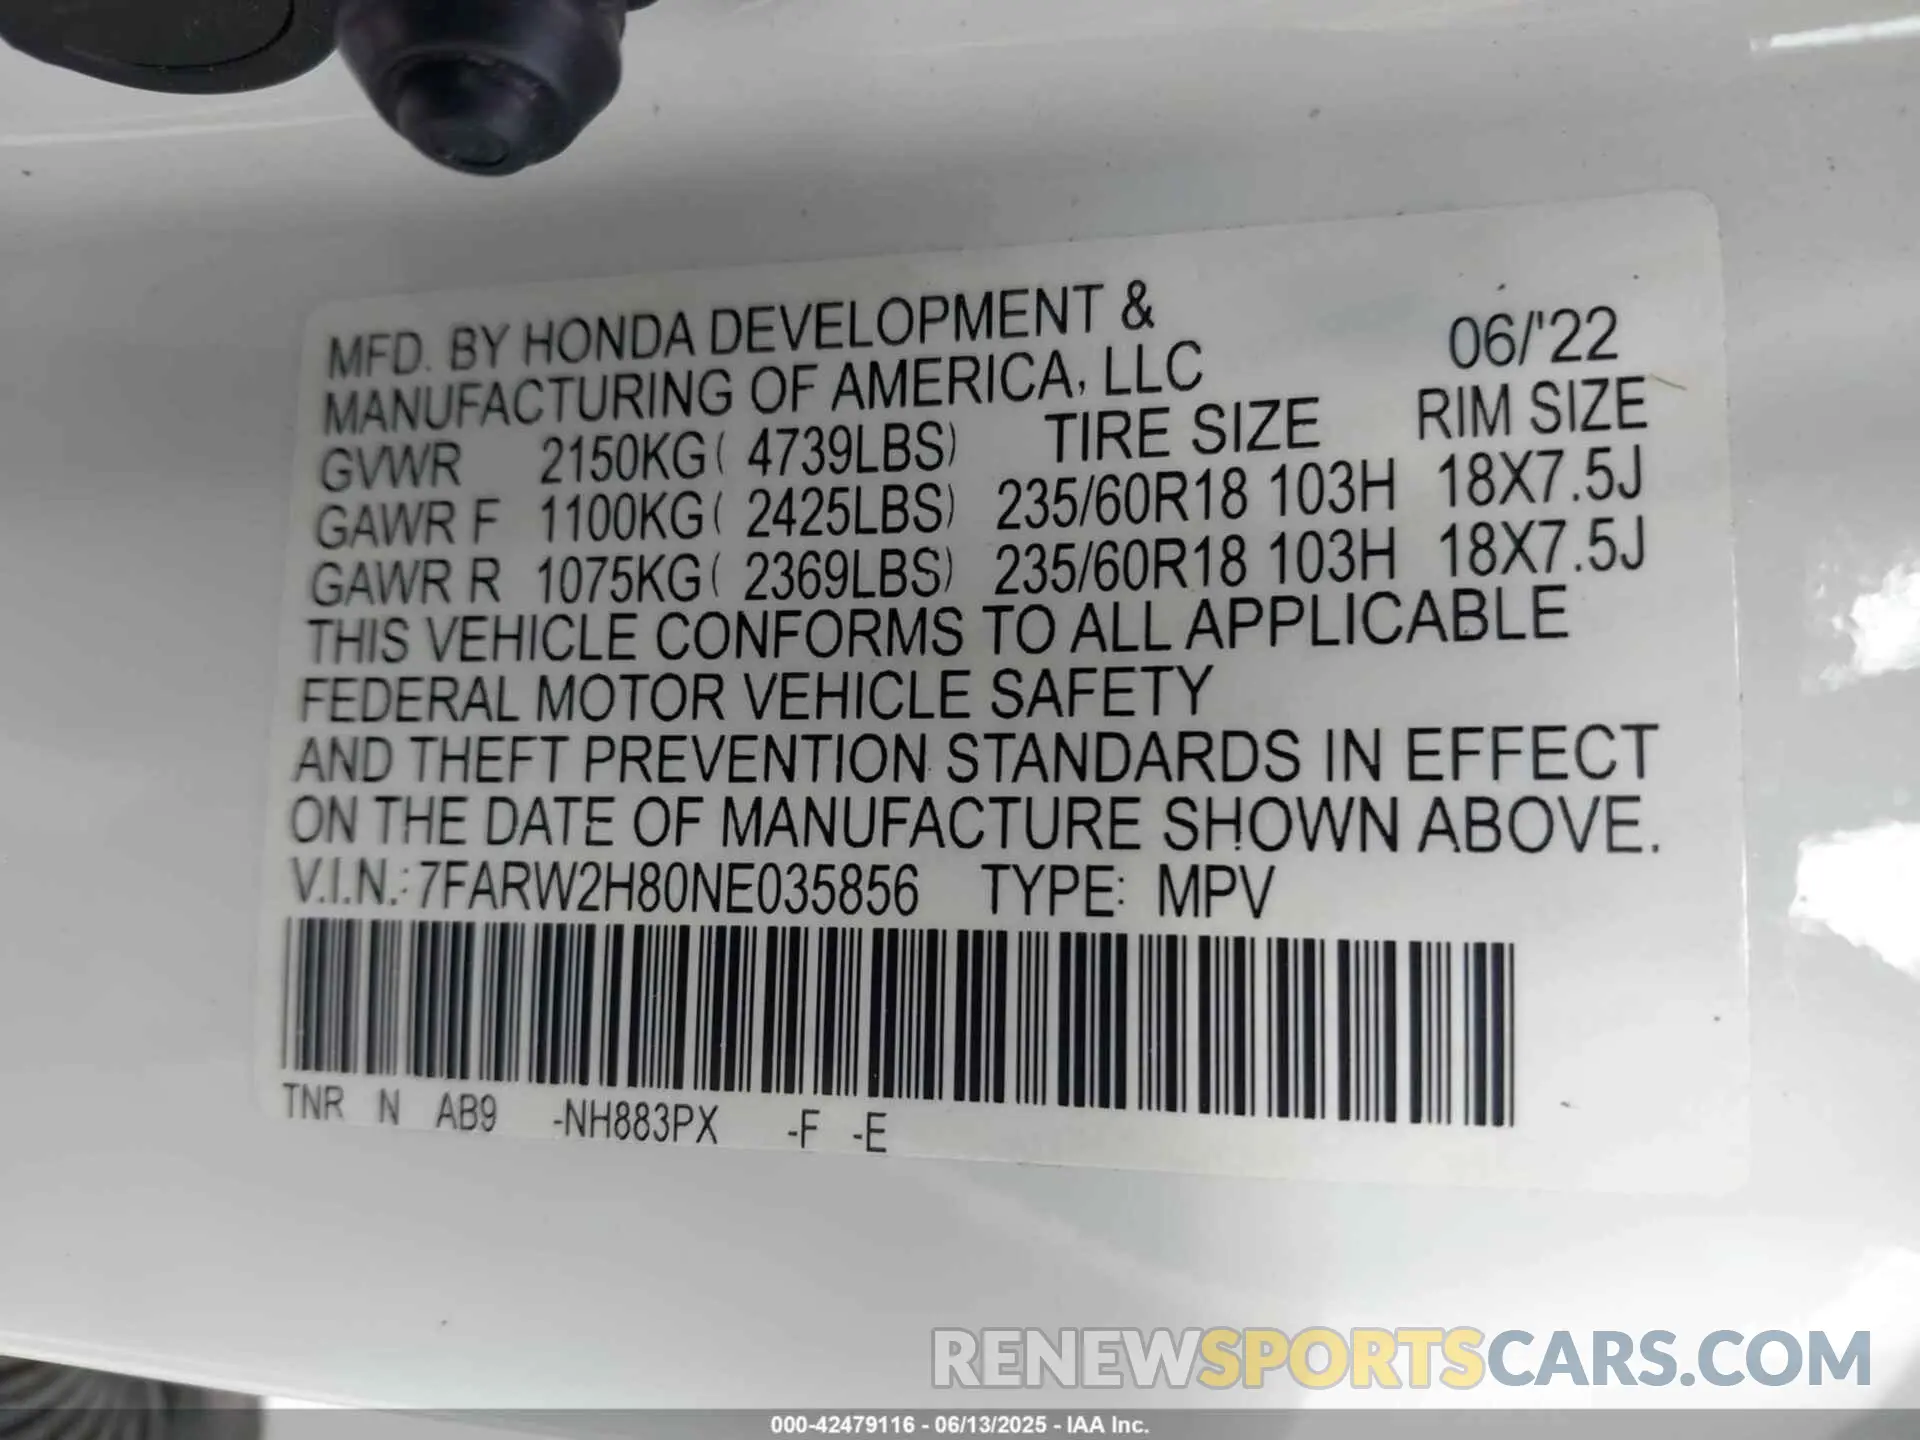 MFD. BY HONDA DEVELOPMENT & 06/'22
MANUFACTURING OF AMERICA, LLC
TIRE SIZE RIM SIZE
GVWR 2150KG( 4739LBS)
GAWR F 1100KG( 2425LBS) 235/60R18 103H 18X7.5J
GAWR R 1075KG( 2369LBS) 235/60R18 103H 18X7.5J
THIS VEHICLE CONFORMS TO ALL APPLICABLE
FEDERAL MOTOR VEHICLE SAFETY
AND THEFT PREVENTION STANDARDS IN EFFECT
ON THE DATE OF MANUFACTURE SHOWN ABOVE.
V.I.N.: 7FARW2H80NE035856 TYPE: MPV
TNR N AB9 -NH883PX -F -E
RENEWSPORTSCARS.COM
000-42479116 - 06/13/2025 - IAA Inc.